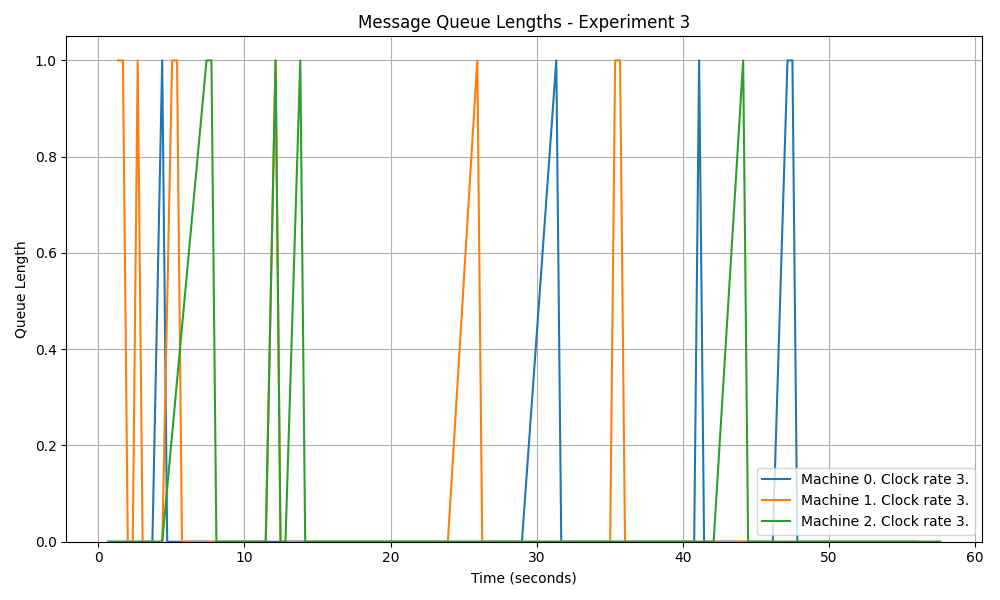 Message Queue Lengths - Experiment 3
Queue Length
1.0
0.8
0.6
0.4
0.2
0.0
Machine 0. Clock rate 3.
Machine 1. Clock rate 3.
Machine 2. Clock rate 3.
0 10 20 30 40 50 60
Time (seconds)